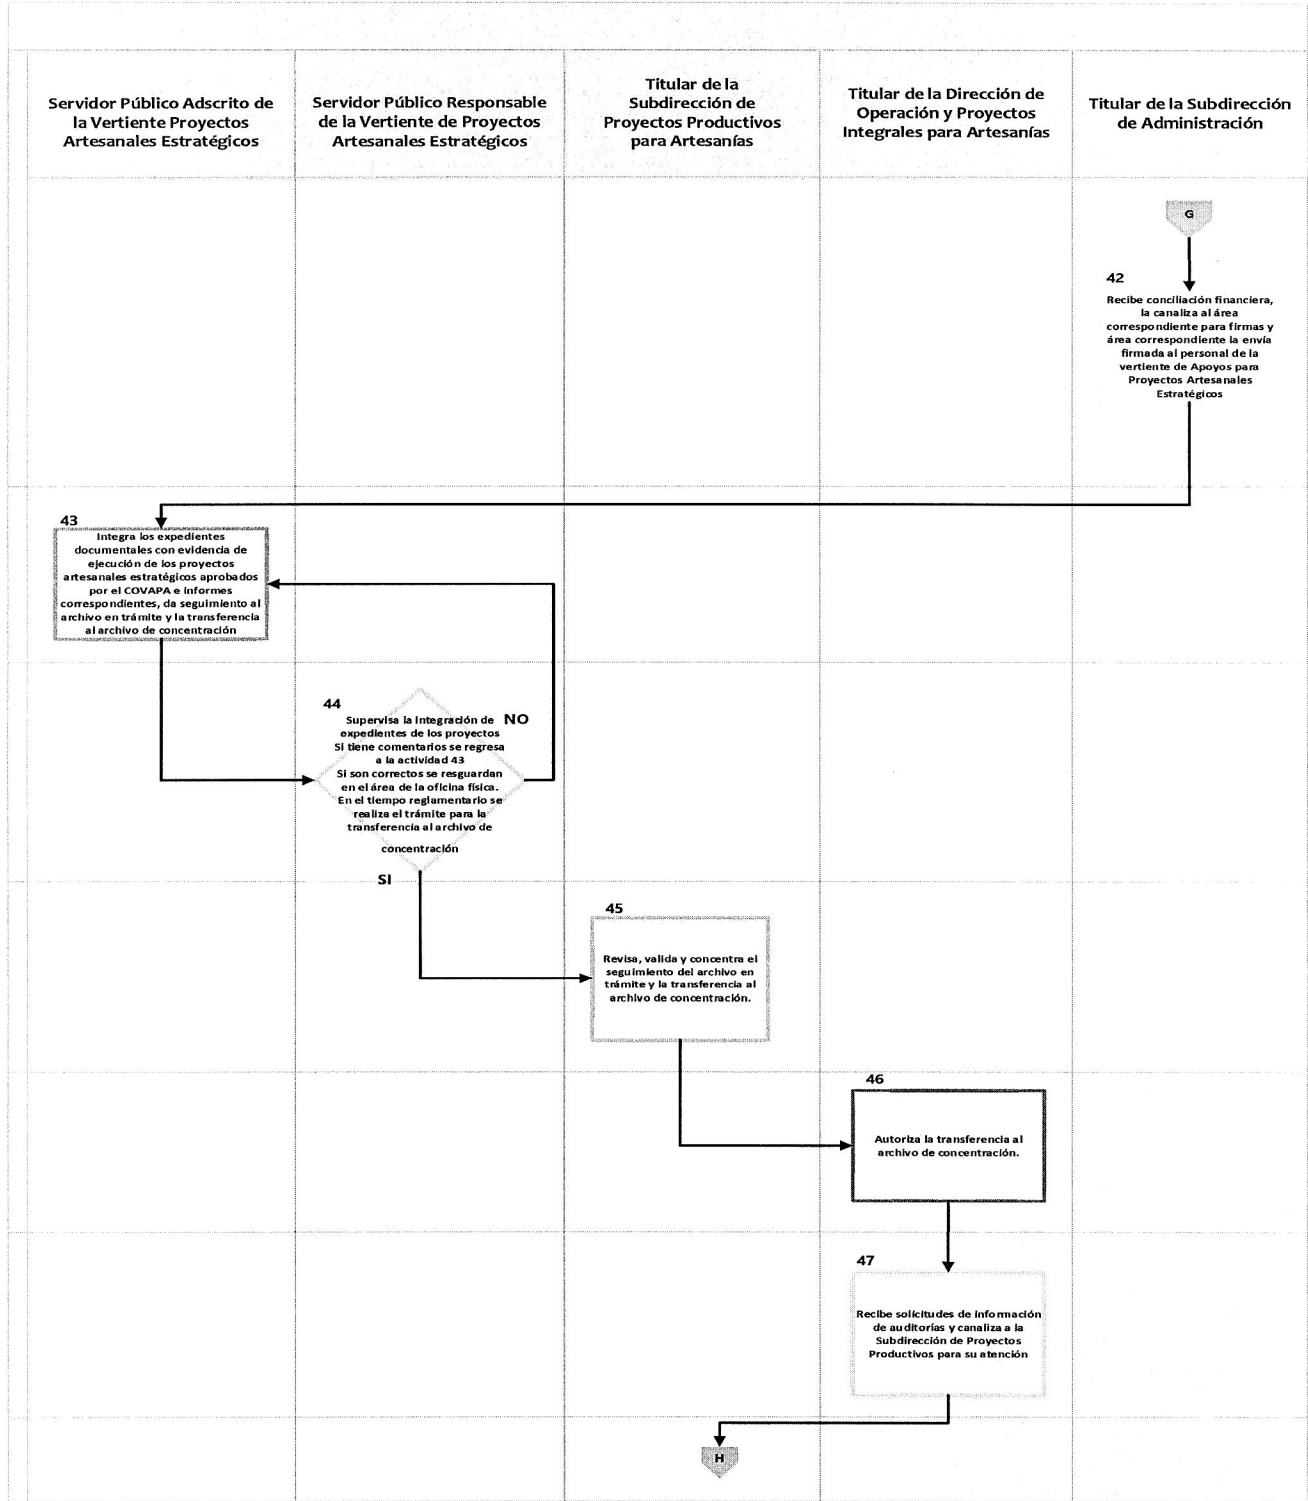 Servidor Público Adscrito de
la Vertiente Proyectos
Artesanales Estratégicos
Servidor Público Responsable
de la Vertiente de Proyectos
Artesanales Estratégicos
Titular de la
Subdirección de
Proyectos Productivos
para Artesanías
Titular de la Dirección de
Operación y Proyectos
Integrales para Artesanías
Titular de la Subdirección
de Administración
G
42
Recibe conciliación financiera,
la canaliza al área
correspondiente para firmas y
área correspondiente la envía
firmada al personal de la
vertiente de Apoyos para
Proyectos Artesanales
Estratégicos
43
Integra los expedientes
documentales con evidencia de
ejecución de los proyectos
artesanales estratégicos aprobados
por el COVAPA e informes
correspondientes, da seguimiento al
archivo en trámite y la transferencia
al archivo de concentración
44
NO
Supervisa la integración de
expedientes de los proyectos
Si tiene comentarios se regresa
a la actividad 43
Si son correctos se resguardan
en el área de la oficina física.
En el tiempo reglamentario se
realiza el trámite para la
transferencia al archivo de
concentración
SI
45
Revisa, valida y concentra el
seguimiento del archivo en
trámite y la transferencia al
archivo de concentración.
46
Autoriza la transferencia al
archivo de concentración.
47
Recibe solicitudes de información
de auditorías y canaliza a la
Subdirección de Proyectos
Productivos para su atención
H